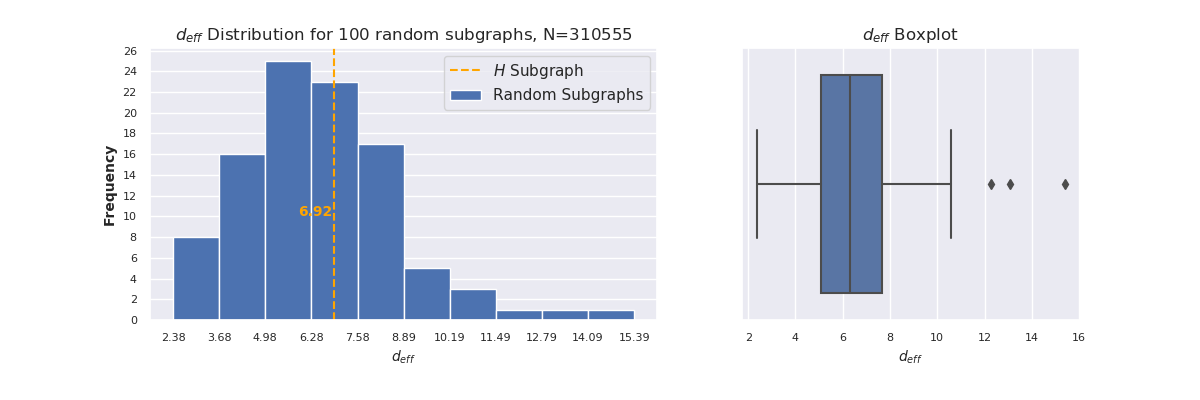 d_eff Distribution for 100 random subgraphs, N=310555
H Subgraph
Random Subgraphs
Frequency
26
24
22
20
18
16
14
12
10
8
6
4
2
0
6.92
2.38 3.68 4.98 6.28 7.58 8.89 10.19 11.49 12.79 14.09 15.39
d_eff
d_eff Boxplot
2 4 6 8 10 12 14 16
d_eff